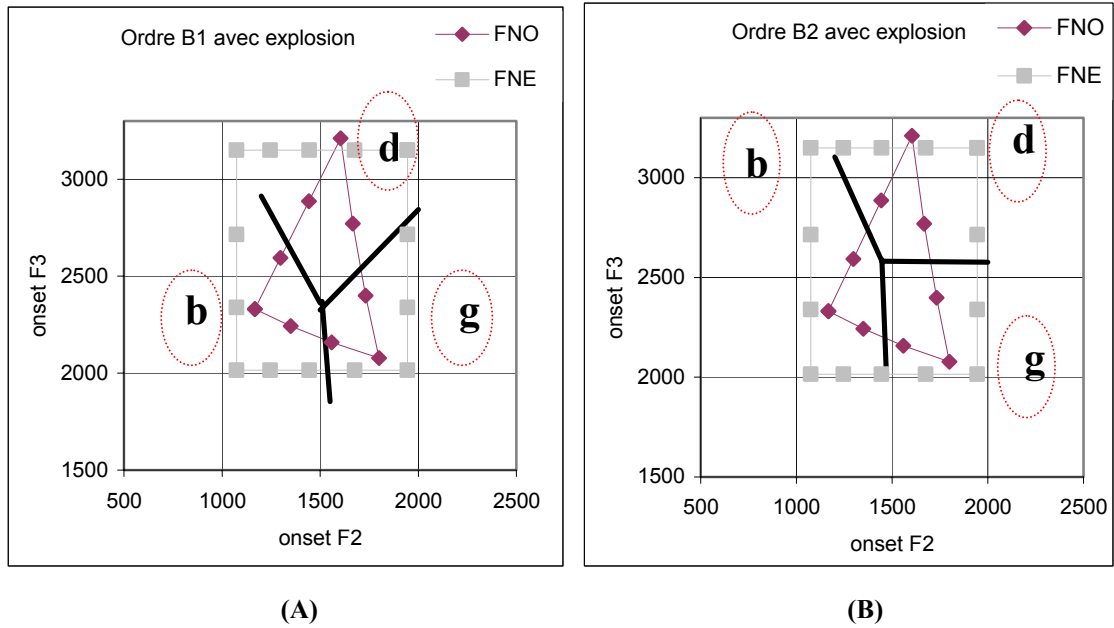 Ordre B1 avec explosion
FNO
FNE
d
b
g
3000
2500
2000
1500
500 1000 1500 2000 2500
onset F3
onset F2
(A)
Ordre B2 avec explosion
FNO
FNE
b
d
g
3000
2500
2000
1500
500 1000 1500 2000 2500
onset F3
onset F2
(B)